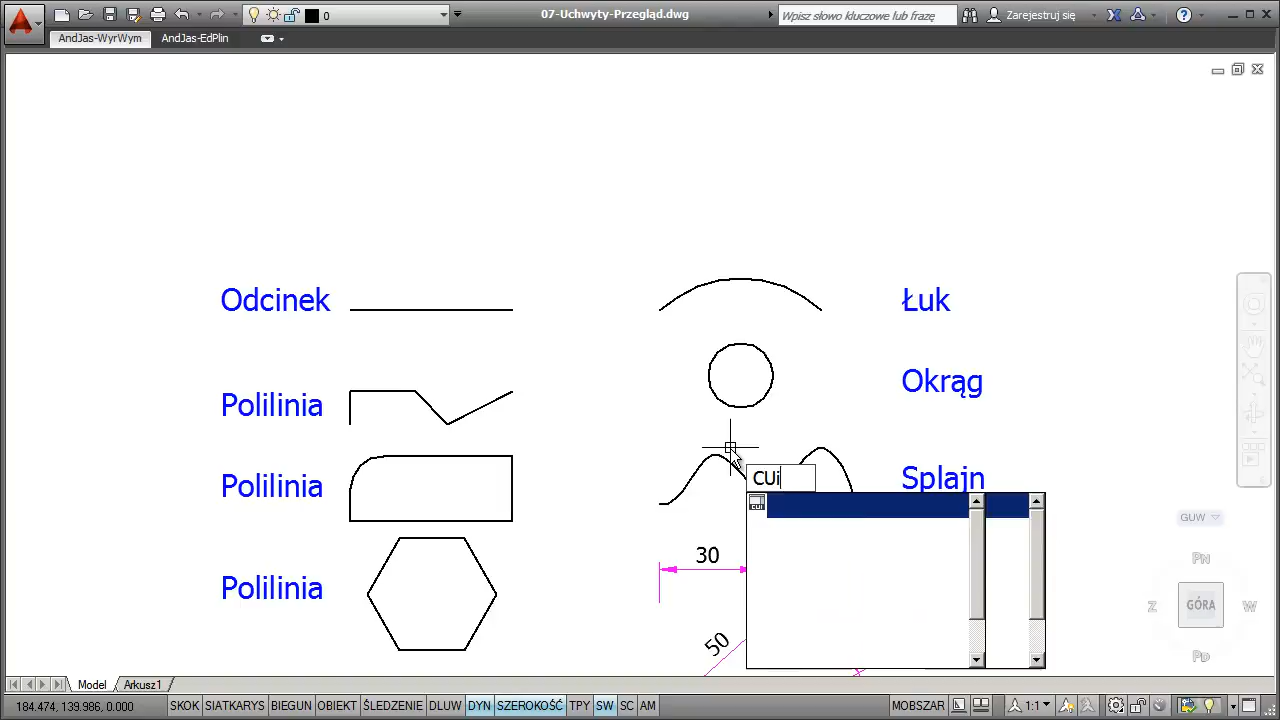 0
07-Uchwyty-Przegląd.dwg
Wpisz słowo kluczowe lub frazę
Zarejestruj się
AndJas-WyrWym
AndJas-EdPlin
Odcinek
Łuk
Okrąg
Polilinia
CUi
Splajn
Polilinia
CUI
GUW
30
PN
Polilinia
Z
GÓRA
W
50
Pd
Model
Arkusz1
184.474, 139.986, 0.000
SKOK
SIATKARYS
BIEGUN
OBIEKT
ŚLEDZENIE
DLUW
DYN
SZEROKOŚĆ
TPY
SW
SC
AM
MOBSZAR
1:1